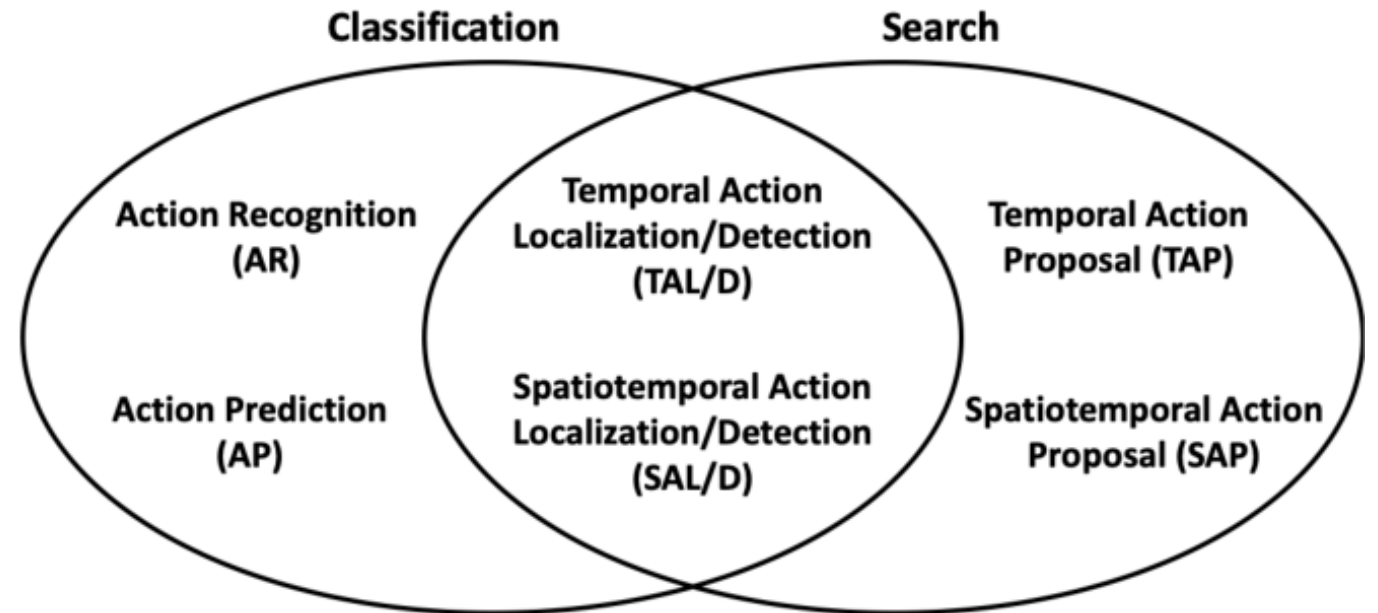 Classification
Search
Action Recognition
(AR)
Action Prediction
(AP)
Temporal Action
Localization/Detection
(TAL/D)
Spatiotemporal Action
Localization/Detection
(SAL/D)
Temporal Action
Proposal (TAP)
Spatiotemporal Action
Proposal (SAP)